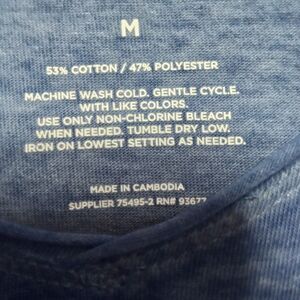 M
53% COTTON / 47% POLYESTER
MACHINE WASH COLD. GENTLE CYCLE.
WITH LIKE COLORS.
USE ONLY NON-CHLORINE BLEACH
WHEN NEEDED. TUMBLE DRY LOW.
IRON ON LOWEST SETTING AS NEEDED.
MADE IN CAMBODIA
SUPPLIER 75495-2 RN# 93677